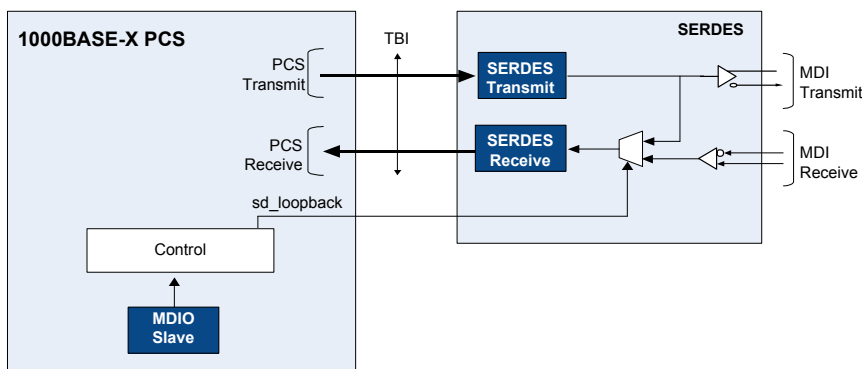 1000BASE-X PCS
TBI
SERDES
PCS
Transmit
SERDES
Transmit
MDI
Transmit
PCS
Receive
SERDES
Receive
MDI
Receive
sd_loopback
Control
MDIO
Slave